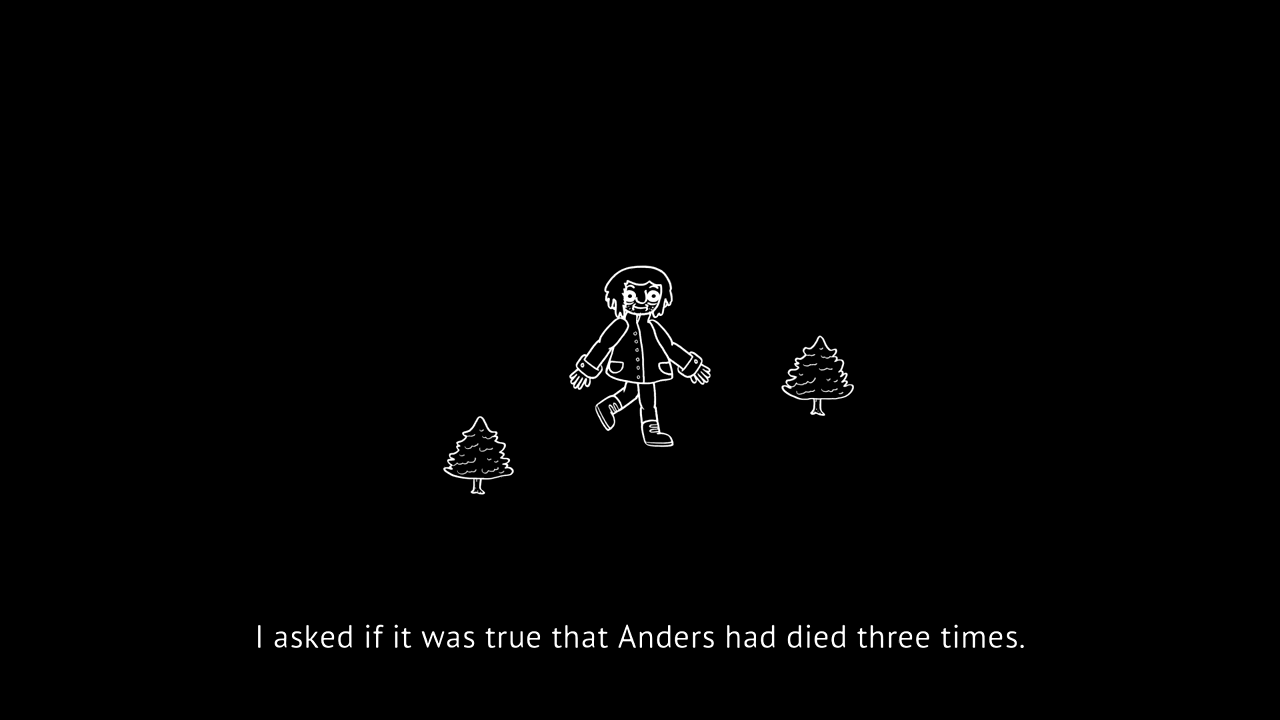 I asked if it was true that Anders had died three times.